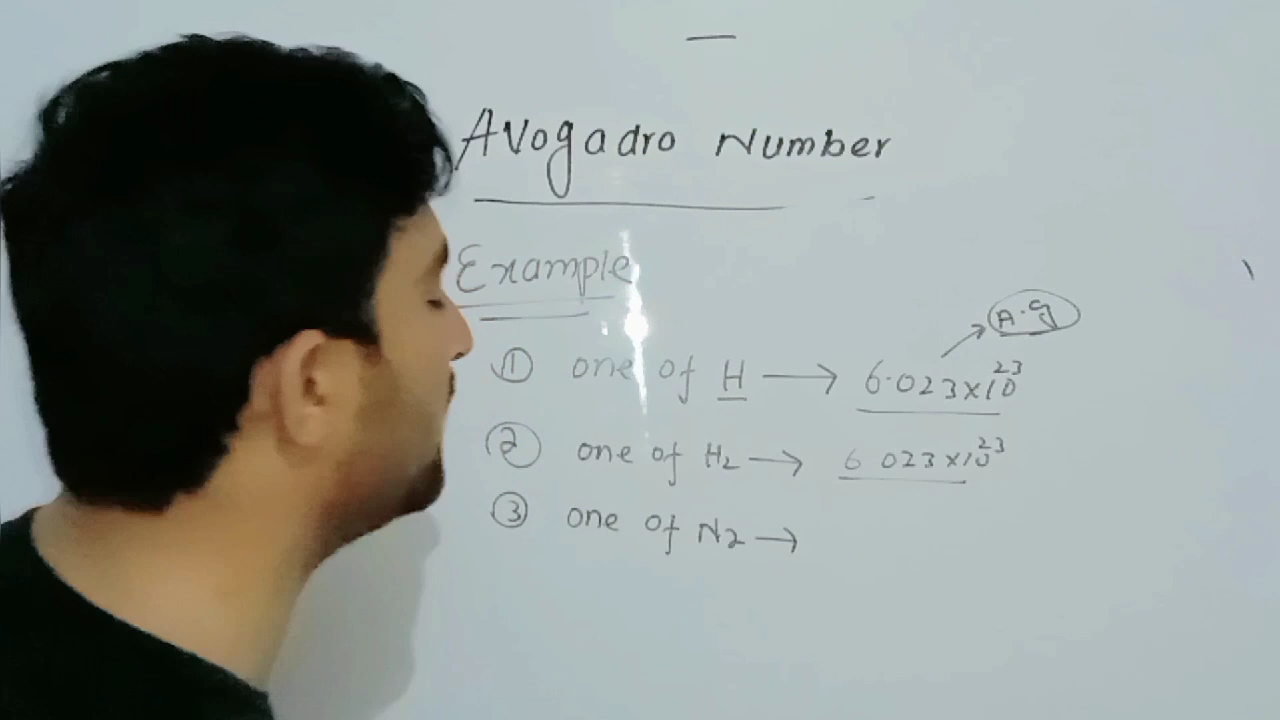 Avogadro Number
Example
A.g
① one of H → 6.023×10²³
② one of H₂ → 6 023×10²³
③ one of N₂ →